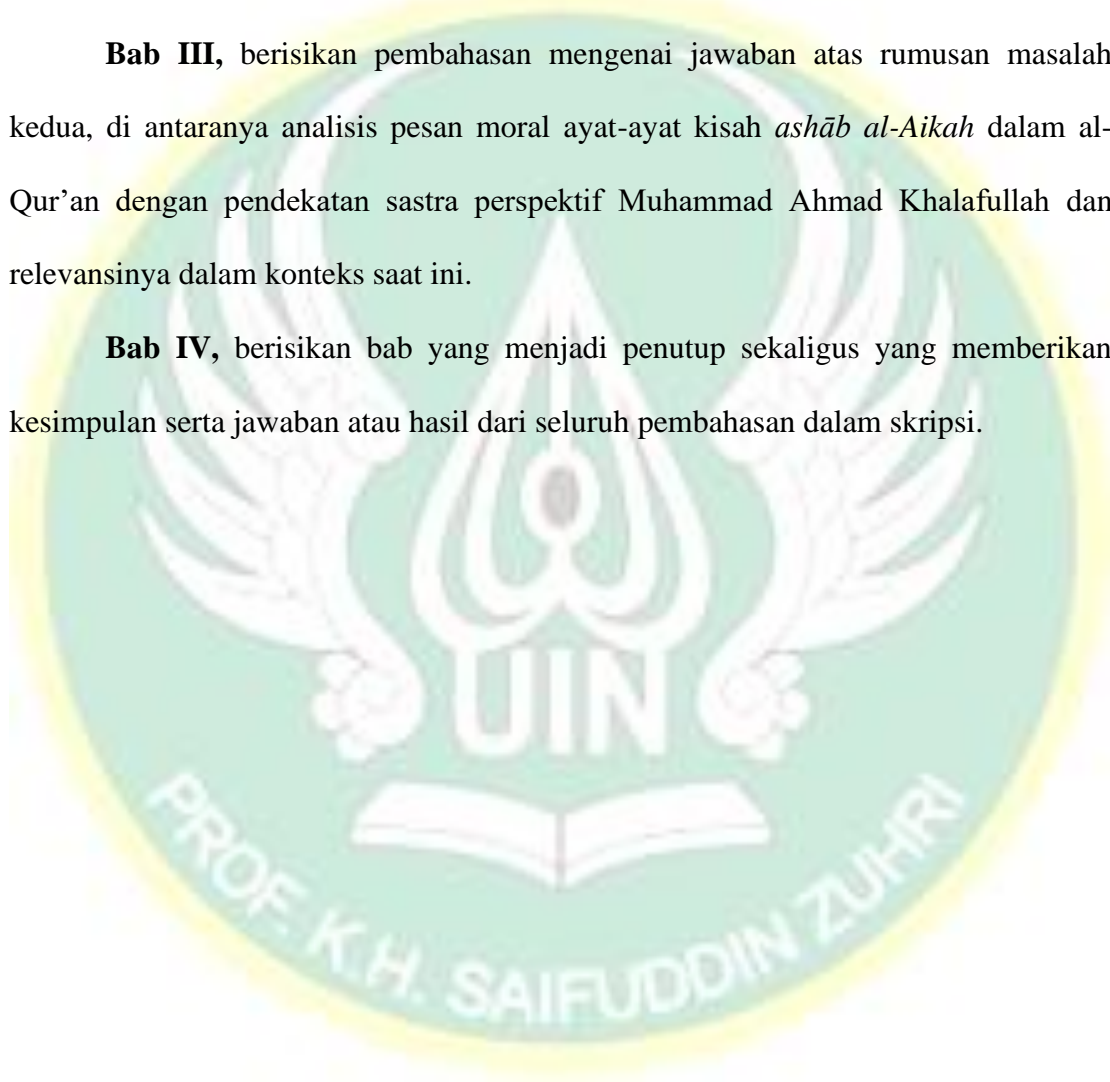 Bab III, berisikan pembahasan mengenai jawaban atas rumusan masalah
kedua, di antaranya analisis pesan moral ayat-ayat kisah ashāb al-Aikah dalam al-
Qur’an dengan pendekatan sastra perspektif Muhammad Ahmad Khalafullah dan
relevansinya dalam konteks saat ini.
Bab IV, berisikan bab yang menjadi penutup sekaligus yang memberikan
kesimpulan serta jawaban atau hasil dari seluruh pembahasan dalam skripsi.
UIN
PROF. K.H. SAIFUDDIN ZUHRI